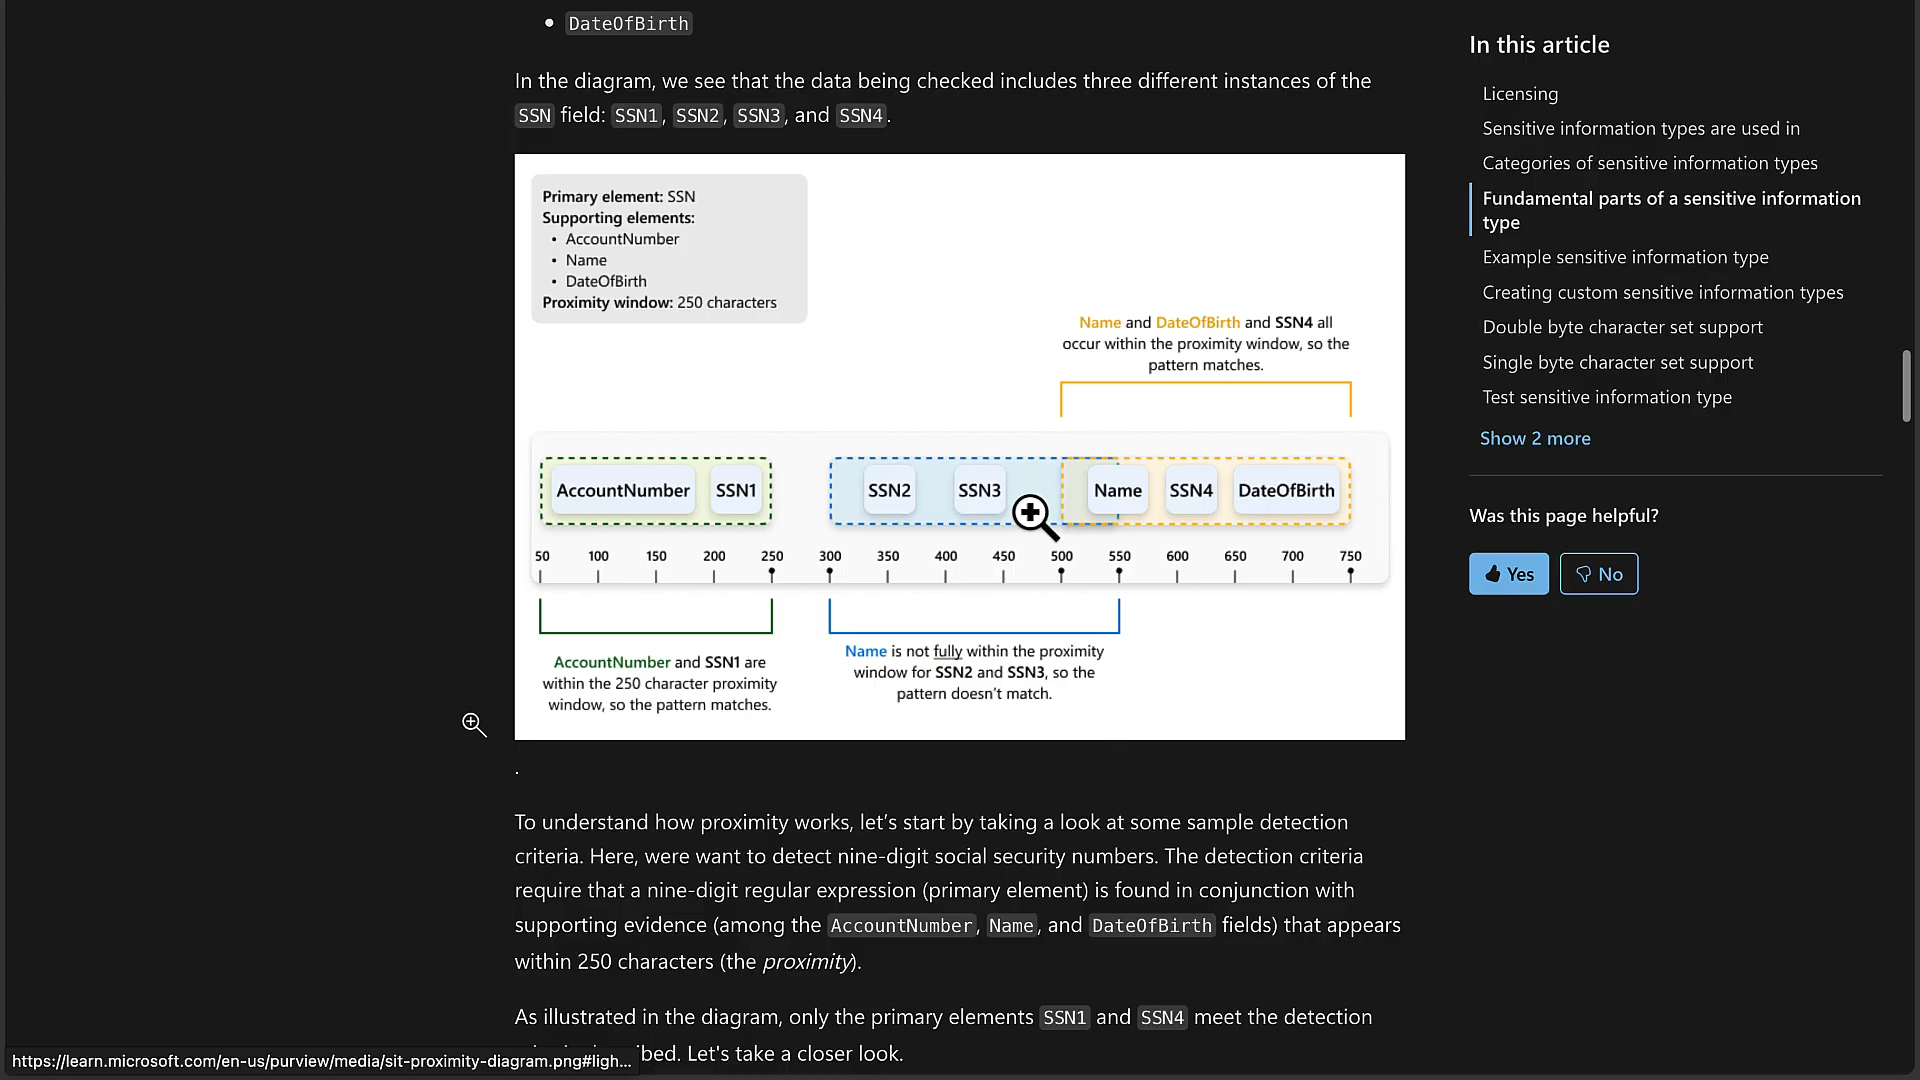 • DateOfBirth
In the diagram, we see that the data being checked includes three different instances of the
SSN field: SSN1, SSN2, SSN3, and SSN4.
Primary element: SSN
Supporting elements:
• AccountNumber
• Name
• DateOfBirth
Proximity window: 250 characters
Name and DateOfBirth and SSN4 all
occur within the proximity window, so the
pattern matches.
AccountNumber SSN1 SSN2 SSN3 Name SSN4 DateOfBirth
50 100 150 200 250 300 350 400 450 500 550 600 650 700 750
AccountNumber and SSN1 are
within the 250 character proximity
window, so the pattern matches.
Name is not fully within the proximity
window for SSN2 and SSN3, so the
pattern doesn't match.
.
To understand how proximity works, let's start by taking a look at some sample detection
criteria. Here, were want to detect nine-digit social security numbers. The detection criteria
require that a nine-digit regular expression (primary element) is found in conjunction with
supporting evidence (among the AccountNumber, Name, and DateOfBirth fields) that appears
within 250 characters (the proximity).
As illustrated in the diagram, only the primary elements SSN1 and SSN4 meet the detection
bed. Let's take a closer look.
https://learn.microsoft.com/en-us/purview/media/sit-proximity-diagram.png#ligh...
In this article
Licensing
Sensitive information types are used in
Categories of sensitive information types
Fundamental parts of a sensitive information
type
Example sensitive information type
Creating custom sensitive information types
Double byte character set support
Single byte character set support
Test sensitive information type
Show 2 more
Was this page helpful?
Yes No